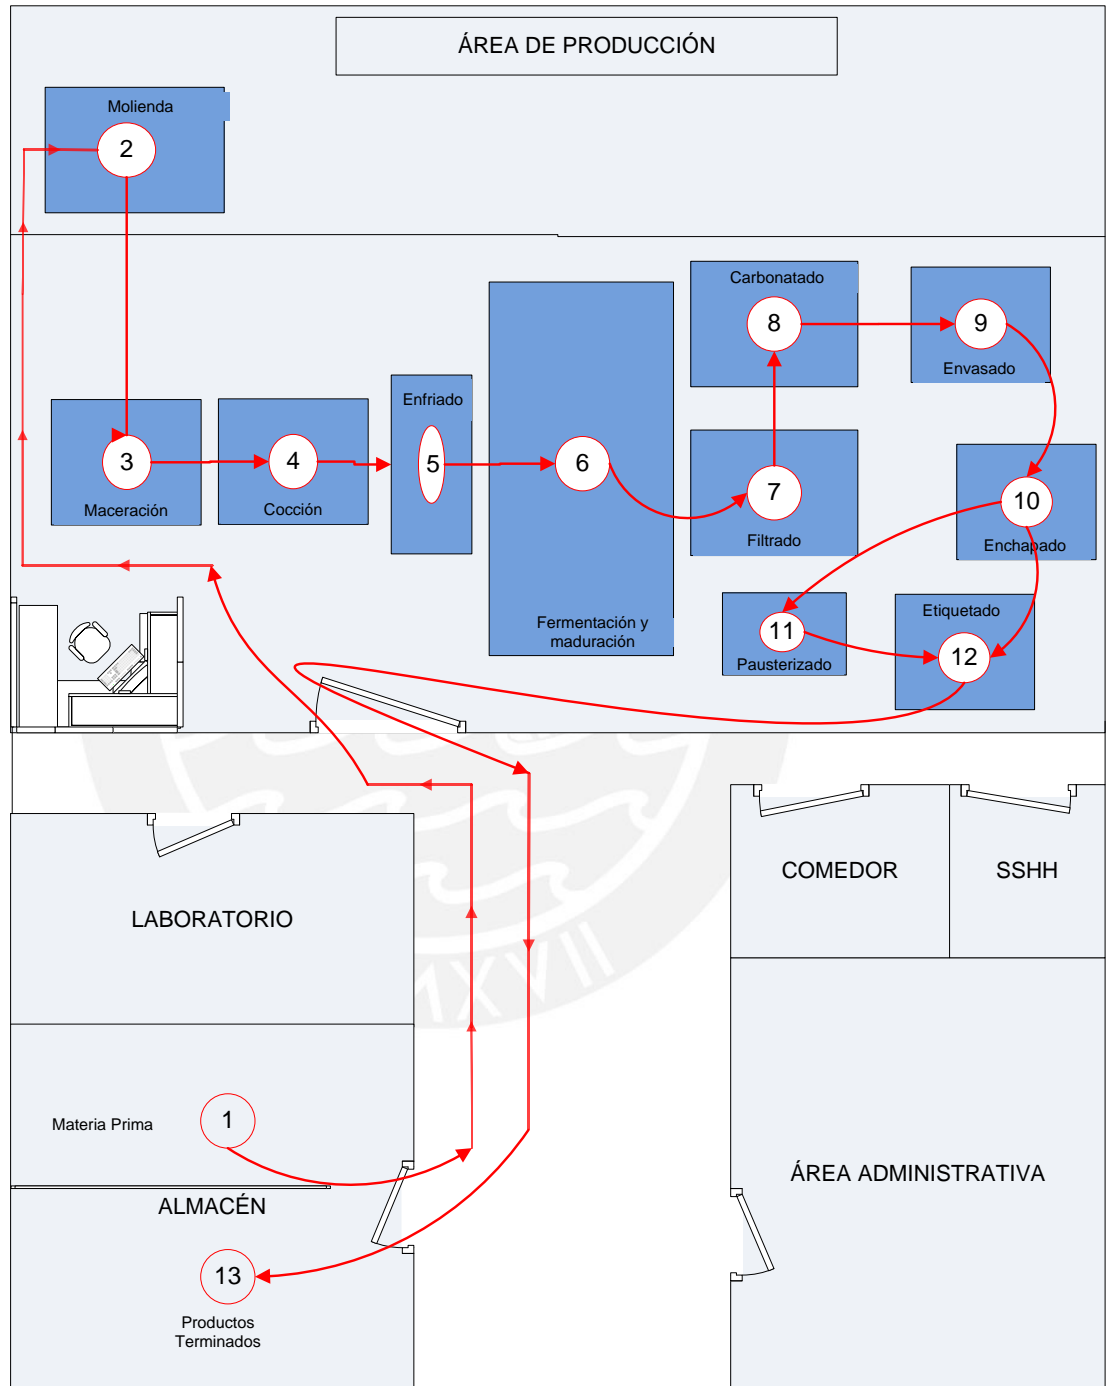 ÁREA DE PRODUCCIÓN
Molienda
2
Carbonatado
8
9
Envasado
Enfriado
3
Maceración
4
Cocción
5
6
Fermentación y
maduración
7
Filtrado
10
Enchapado
11
Pausterizado
Etiquetado
12
COMEDOR
SSHH
LABORATORIO
MXVII
Materia Prima
1
ALMACÉN
ÁREA ADMINISTRATIVA
13
Productos
Terminados